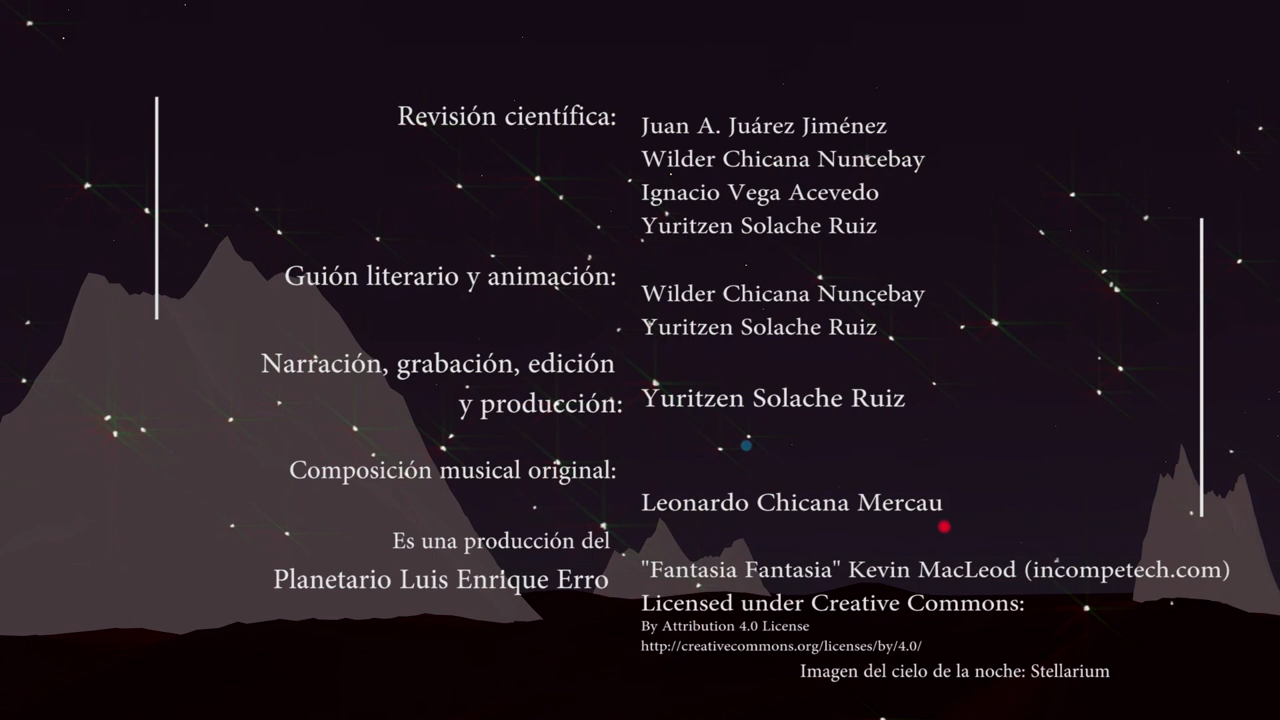 Revisión científica:
Juan A. Juárez Jiménez
Wilder Chicana Nuncebay
Ignacio Vega Acevedo
Yuritzen Solache Ruiz
Guión literario y animación:
Wilder Chicana Nuncebay
Yuritzen Solache Ruiz
Narración, grabación, edición
y producción:
Yuritzen Solache Ruiz
Composición musical original:
Leonardo Chicana Mercau
Es una producción del
Planetario Luis Enrique Erro
"Fantasia Fantasia" Kevin MacLeod (incompetech.com)
Licensed under Creative Commons:
By Attribution 4.0 License
http://creativecommons.org/licenses/by/4.0/
Imagen del cielo de la noche: Stellarium